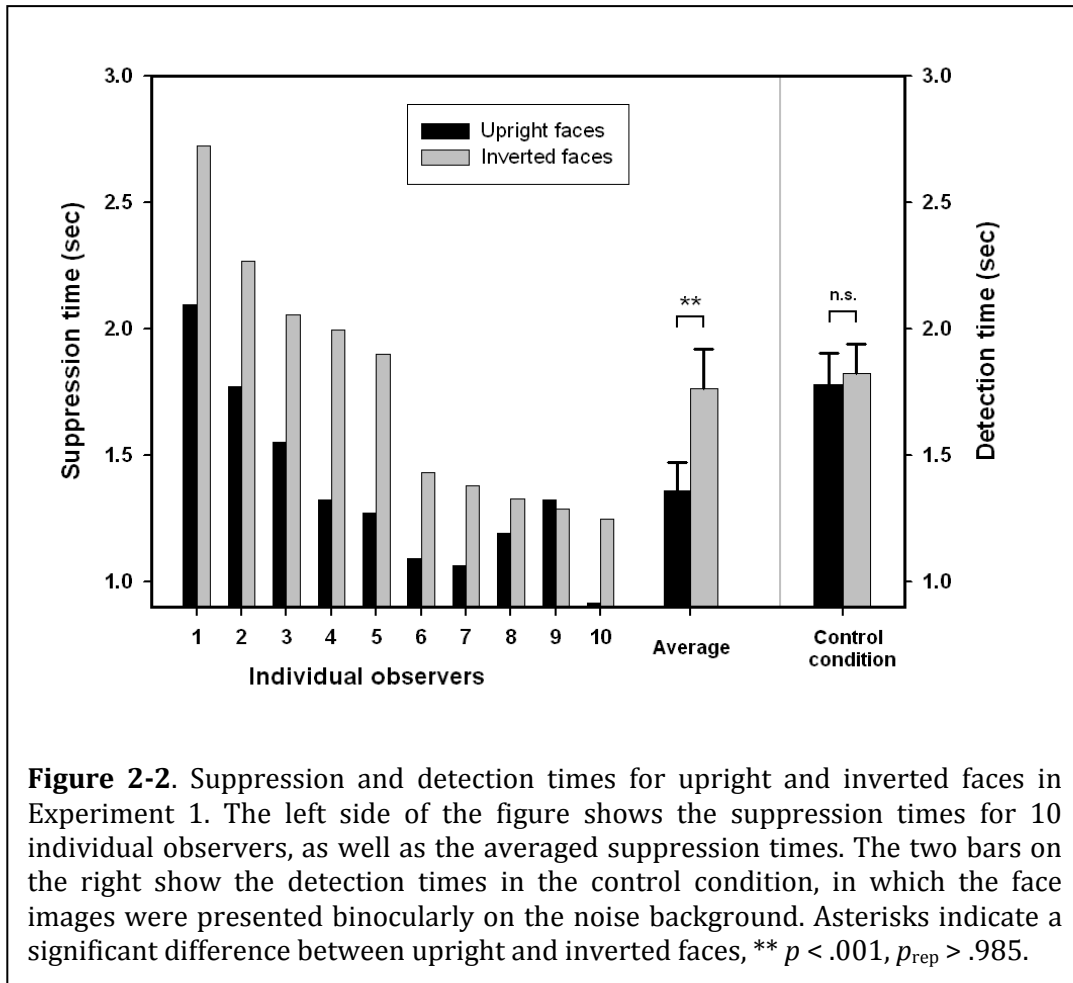 3.0
2.5
2.0
1.5
1.0
Suppression time (sec)
Upright faces
Inverted faces
**
n.s.
3.0
2.5
2.0
1.5
1.0
Detection time (sec)
1 2 3 4 5 6 7 8 9 10
Individual observers
Average
Control
condition
Figure 2-2. Suppression and detection times for upright and inverted faces in
Experiment 1. The left side of the figure shows the suppression times for 10
individual observers, as well as the averaged suppression times. The two bars on
the right show the detection times in the control condition, in which the face
images were presented binocularly on the noise background. Asterisks indicate a
significant difference between upright and inverted faces, ** p < .001, prep > .985.